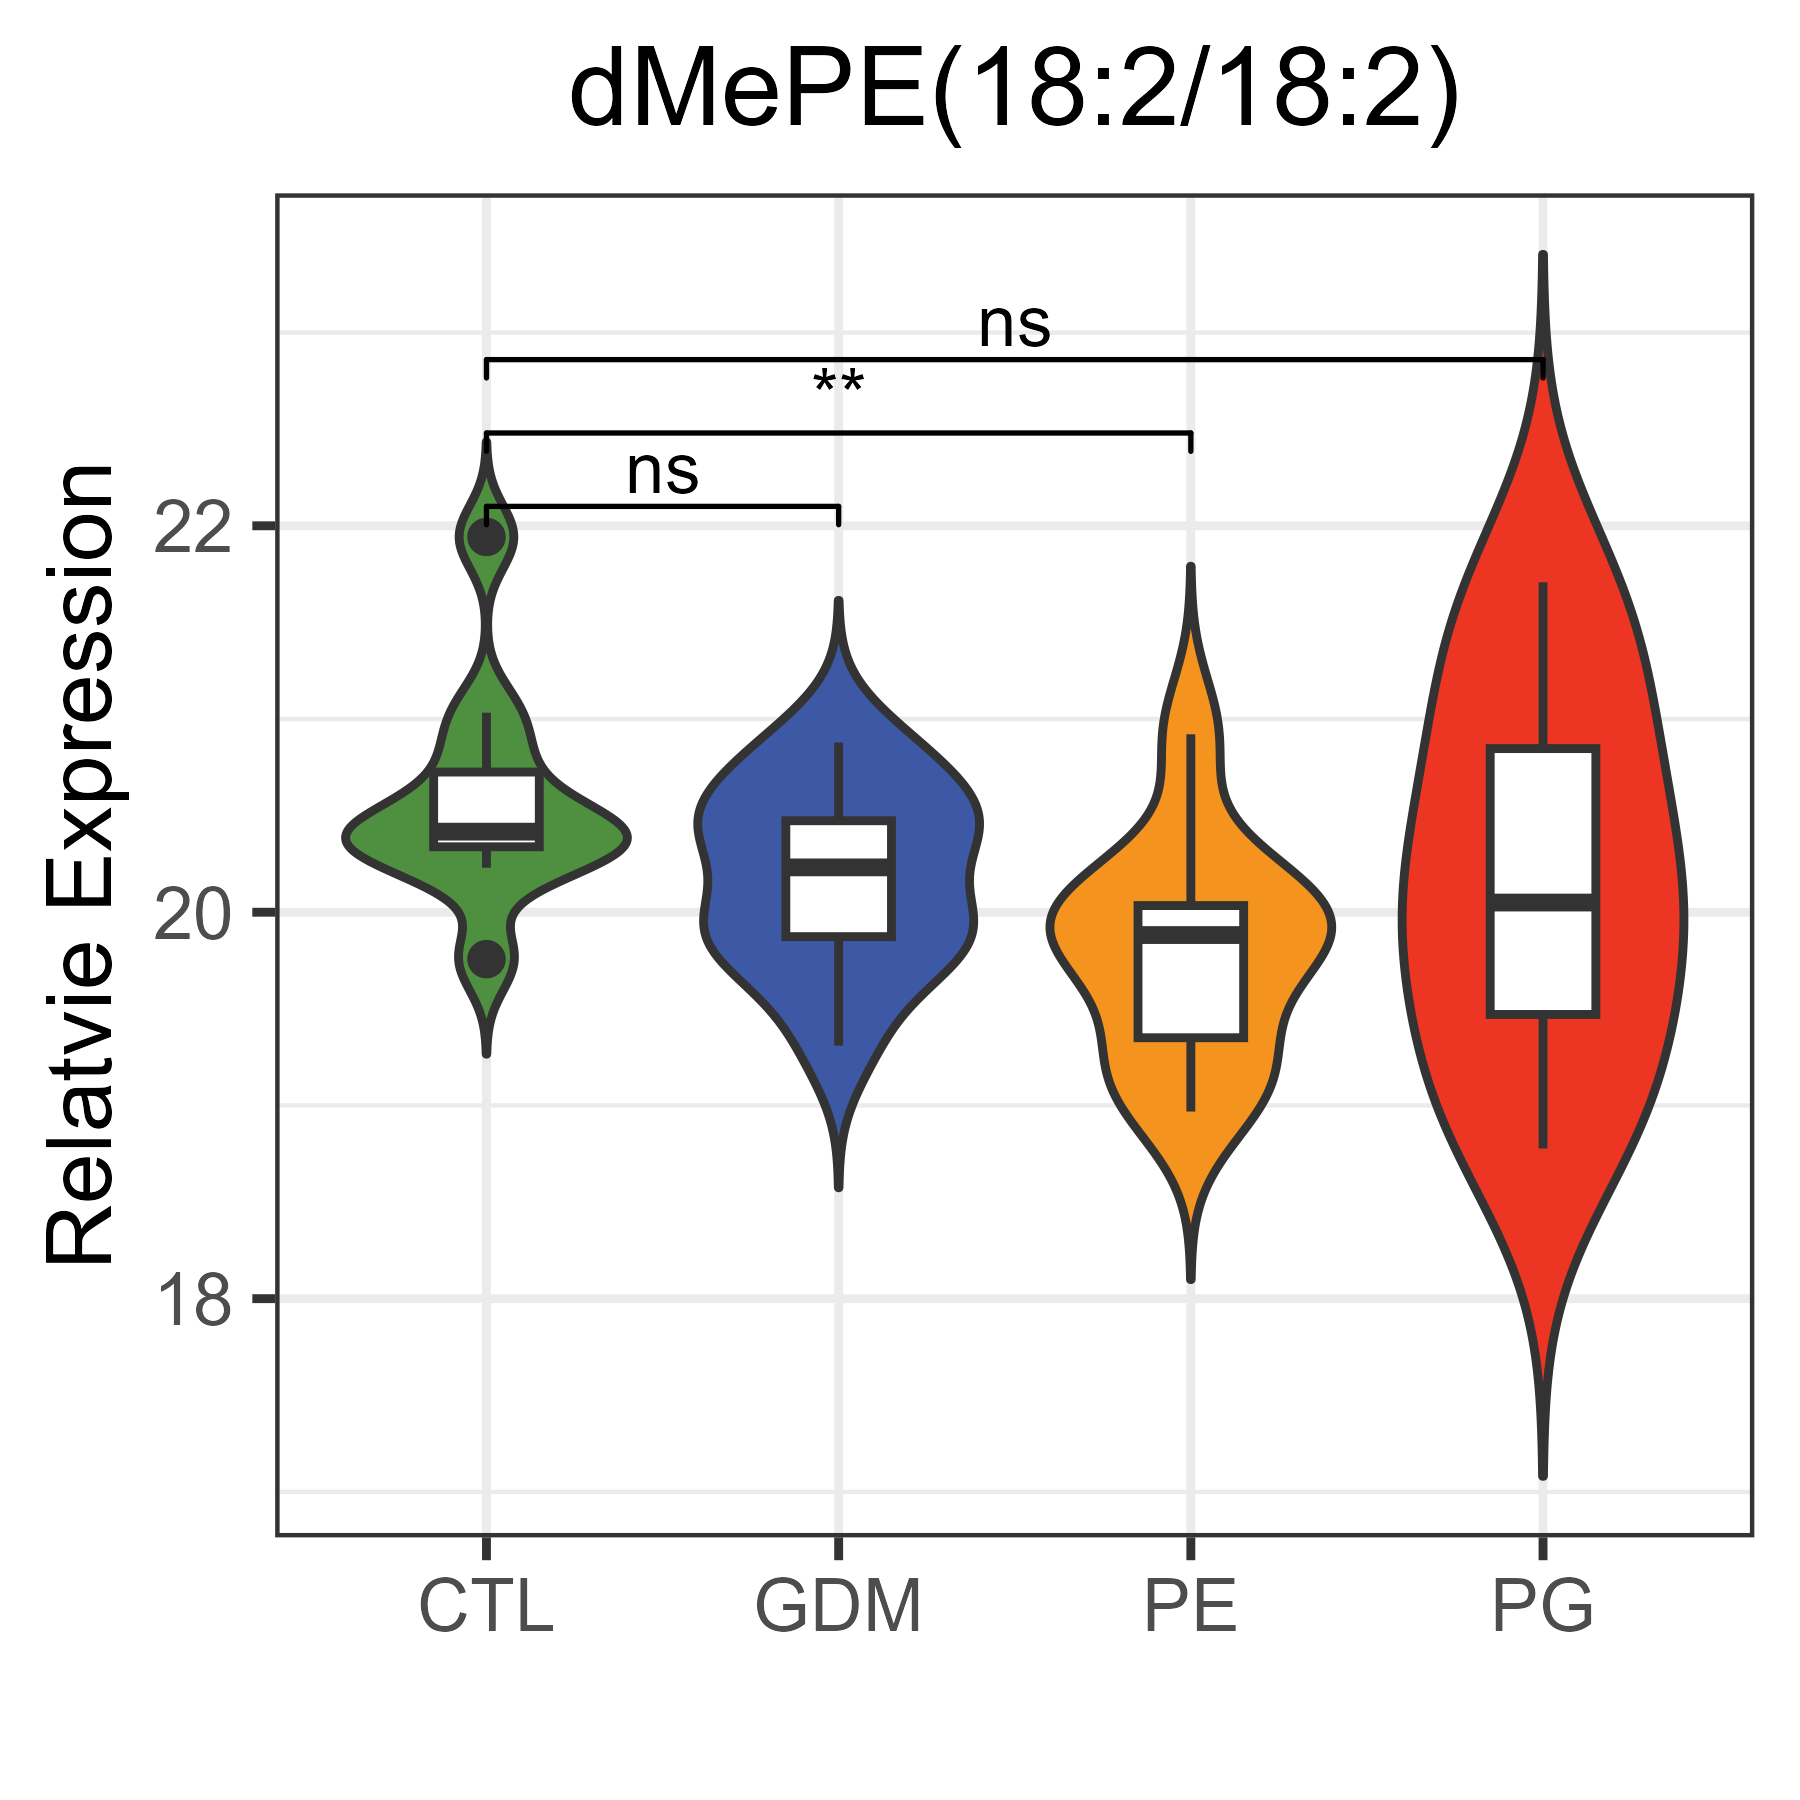 dMePE(18:2/18:2)
ns
**
ns
Relatvie Expression
22
20
18
CTL
GDM
PE
PG